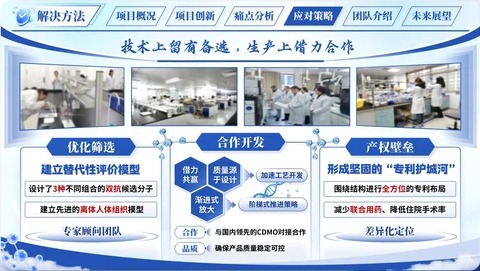 解决方法
项目概况
项目创新
痛点分析
应对策略
团队介绍
未来展望
技术上留有备选，生产上借力合作
优化筛选
建立替代性评价模型
设计了3种不同组合的双抗候选分子
建立先进的离体人体组织模型
专家顾问团队
合作开发
借力
共赢
质量源
于设计
渐进式
放大
加速工艺开发
阶梯式推进策略
合作
与国内领先的CDMO对接合作
品质
确保产品质量稳定可控
产权壁垒
形成坚固的“专利护城河”
围绕结构进行全方位的专利布局
减少联合用药、降低住院手术率
差异化定位